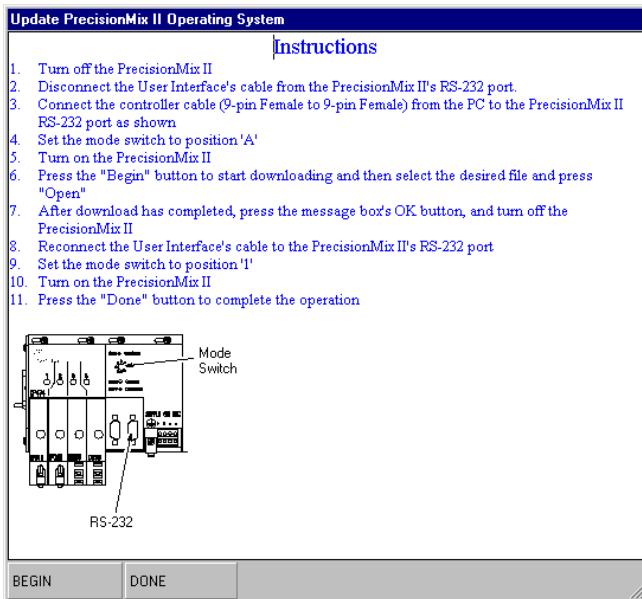 Update PrecisionMix II Operating System
Instructions
1. Turn off the PrecisionMix II
2. Disconnect the User Interface's cable from the PrecisionMix II's RS-232 port.
3. Connect the controller cable (9-pin Female to 9-pin Female) from the PC to the PrecisionMix II
RS-232 port as shown
4. Set the mode switch to position 'A'
5. Turn on the PrecisionMix II
6. Press the "Begin" button to start downloading and then select the desired file and press
"Open"
7. After download has completed, press the message box's OK button, and turn off the
PrecisionMix II
8. Reconnect the User Interface's cable to the PrecisionMix II's RS-232 port
9. Set the mode switch to position '1'
10. Turn on the PrecisionMix II
11. Press the "Done" button to complete the operation
Mode
Switch
RS-232
BEGIN
DONE